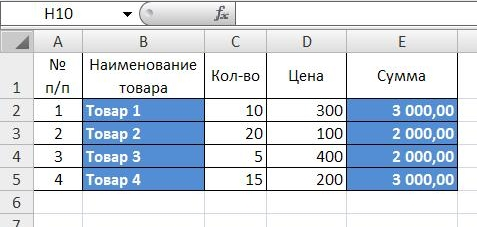 H10 fx
A B C D E
1 № п/п Наименование товара Кол-во Цена Сумма
2 1 Товар 1 10 300 3 000,00
3 2 Товар 2 20 100 2 000,00
4 3 Товар 3 5 400 2 000,00
5 4 Товар 4 15 200 3 000,00
6
7